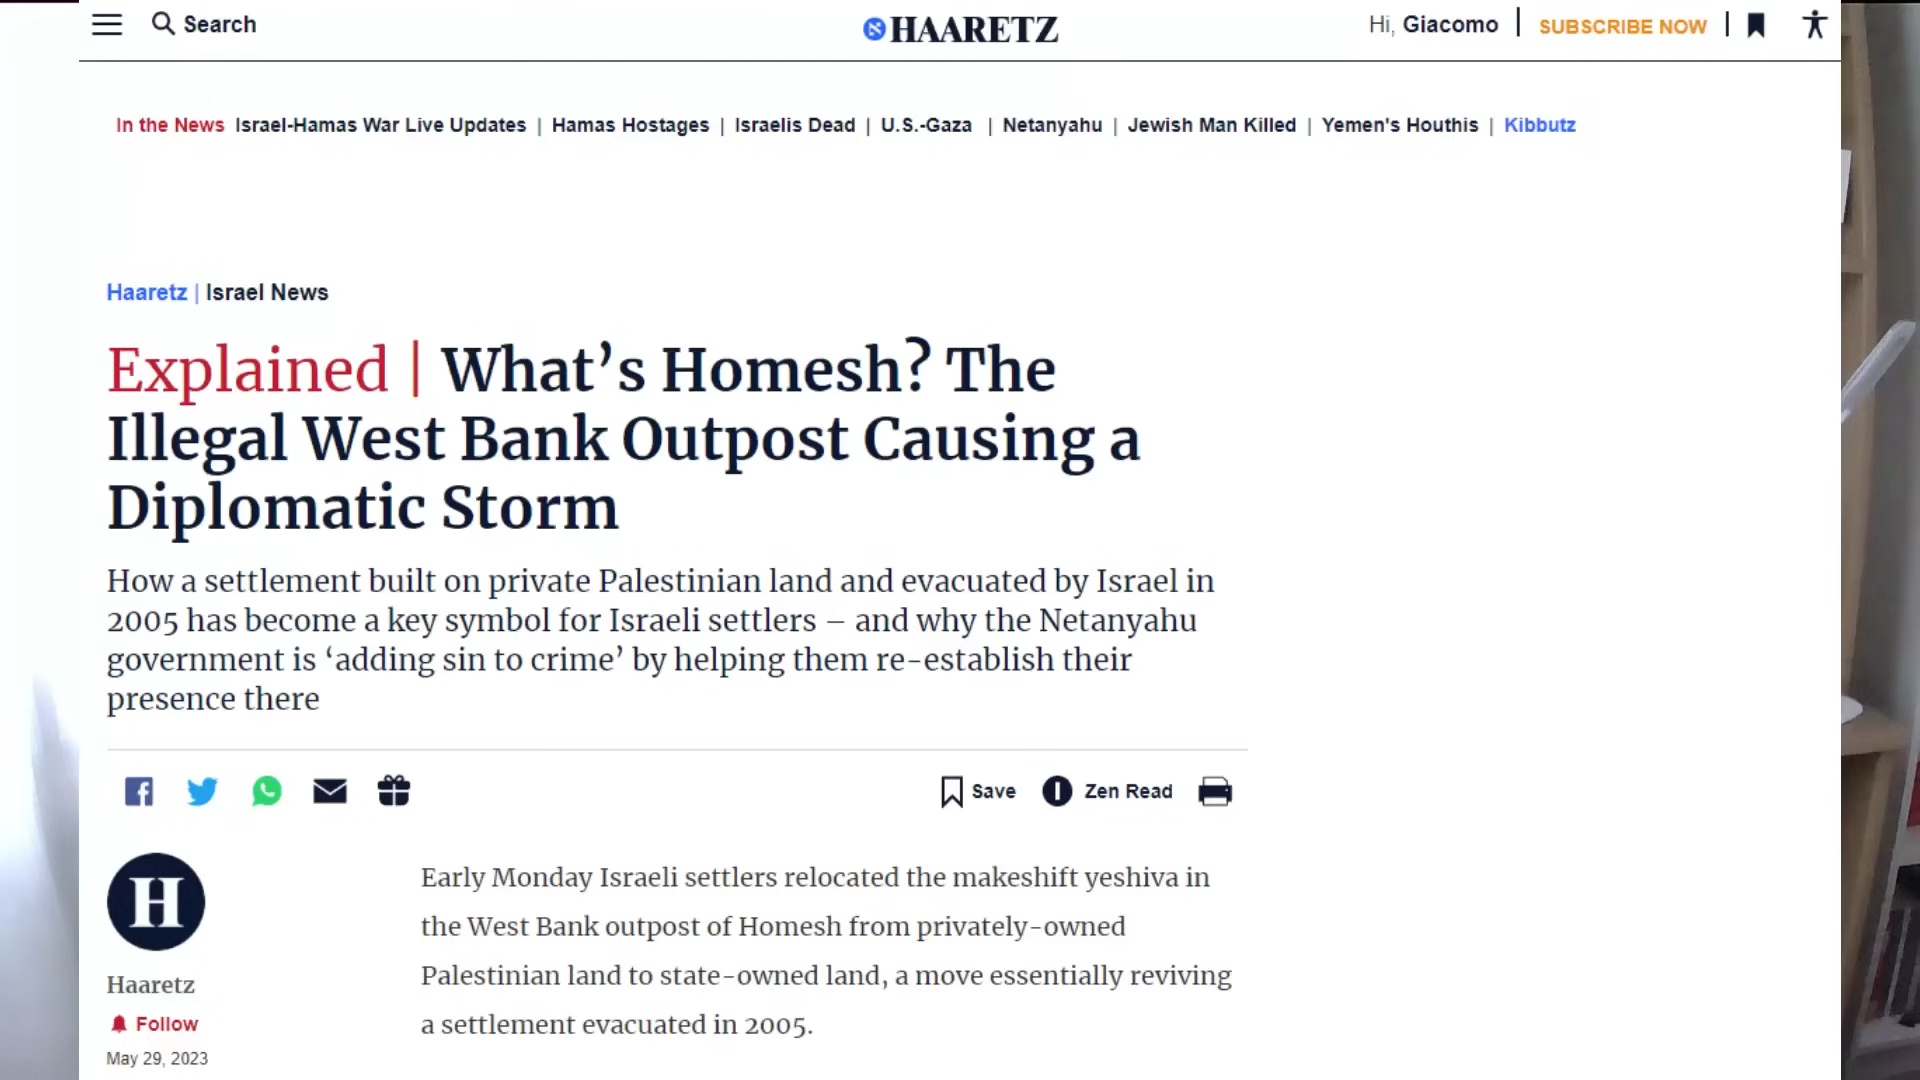 Search
HAARETZ
Hi, Giacomo | SUBSCRIBE NOW |
In the News Israel-Hamas War Live Updates | Hamas Hostages | Israelis Dead | U.S.-Gaza | Netanyahu | Jewish Man Killed | Yemen's Houthis | Kibbutz
Haaretz | Israel News
Explained | What’s Homesh? The
Illegal West Bank Outpost Causing a
Diplomatic Storm
How a settlement built on private Palestinian land and evacuated by Israel in
2005 has become a key symbol for Israeli settlers – and why the Netanyahu
government is ‘adding sin to crime’ by helping them re-establish their
presence there
Save
Zen Read
H
Haaretz
Follow
May 29, 2023
Early Monday Israeli settlers relocated the makeshift yeshiva in
the West Bank outpost of Homesh from privately-owned
Palestinian land to state-owned land, a move essentially reviving
a settlement evacuated in 2005.